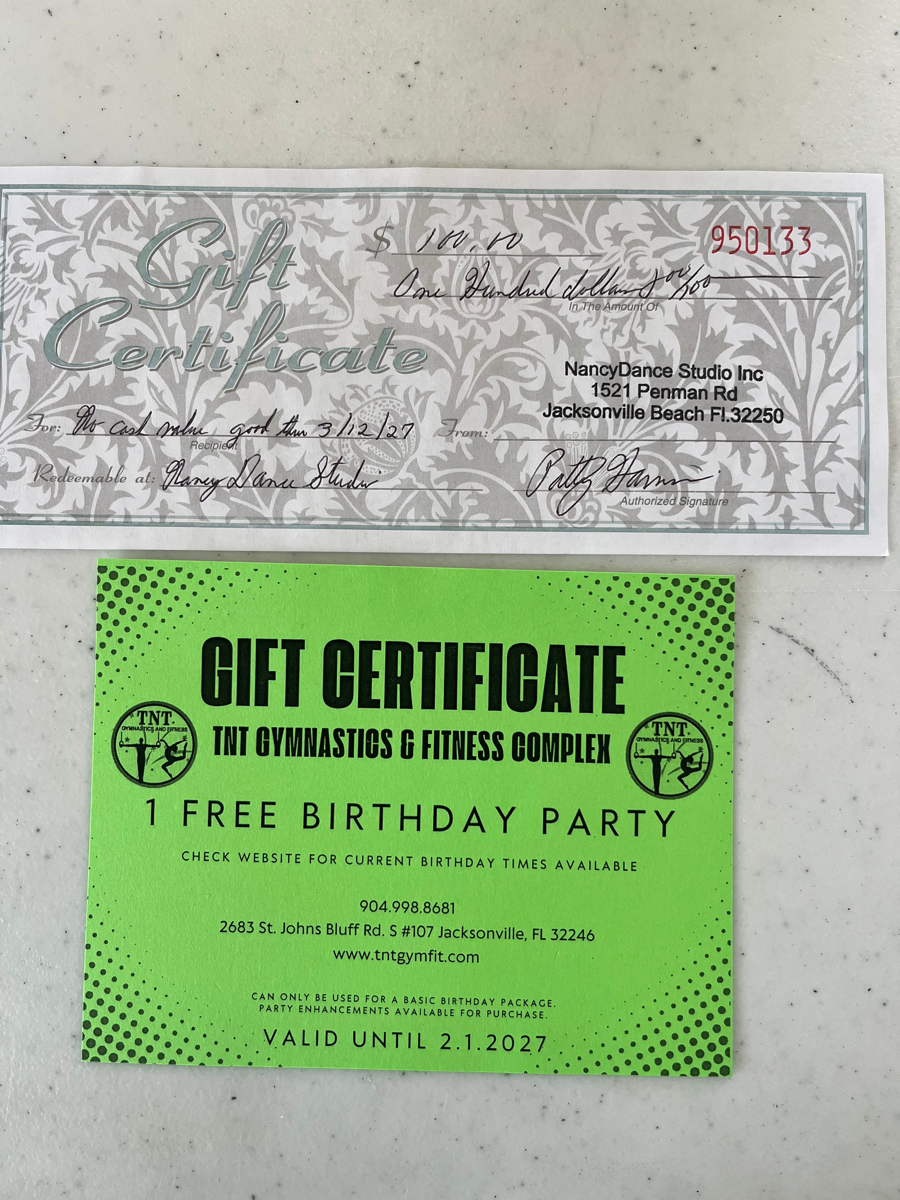 Gift
Certificate
$ 100.00
950133
One Hundred dollars 00/100
In The Amount Of
NancyDance Studio Inc
1521 Penman Rd
Jacksonville Beach Fl.32250
For: No cash value good thru 3/12/27
Recipient
From:
Redeemable at: Nancy Dance Studio
Patty
Authorized Signature
GIFT CERTIFICATE
TNT GYMNASTICS & FITNESS COMPLEX
TNT
GYMNASTICS AND FITNESS
TNT
GYMNASTICS AND FITNESS
1 FREE BIRTHDAY PARTY
CHECK WEBSITE FOR CURRENT BIRTHDAY TIMES AVAILABLE
904.998.8681
2683 St. Johns Bluff Rd. S #107 Jacksonville, FL 32246
www.tntgymfit.com
CAN ONLY BE USED FOR A BASIC BIRTHDAY PACKAGE.
PARTY ENHANCEMENTS AVAILABLE FOR PURCHASE.
VALID UNTIL 2.1.2027